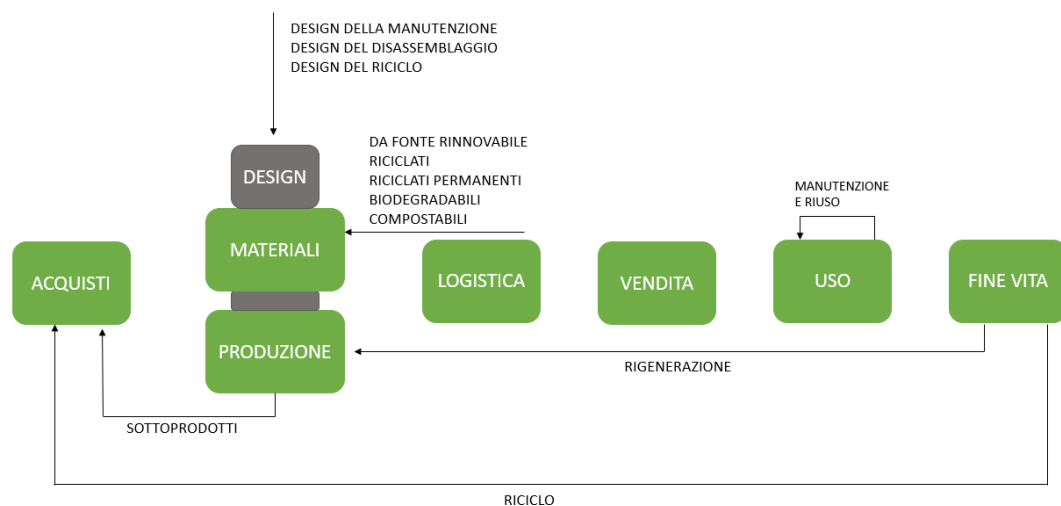 DESIGN DELLA MANUTENZIONE
DESIGN DEL DISASSEMBLAGGIO
DESIGN DEL RICICLO
DA FONTE RINNOVABILE
RICICLATI
RICICLATI PERMANENTI
BIODEGRADABILI
COMPOSTABILI
DESIGN
MANUTENZIONE
E RIUSO
MATERIALI
ACQUISTI
LOGISTICA
VENDITA
USO
FINE VITA
PRODUZIONE
RIGENERAZIONE
SOTTOPRODOTTI
RICICLO